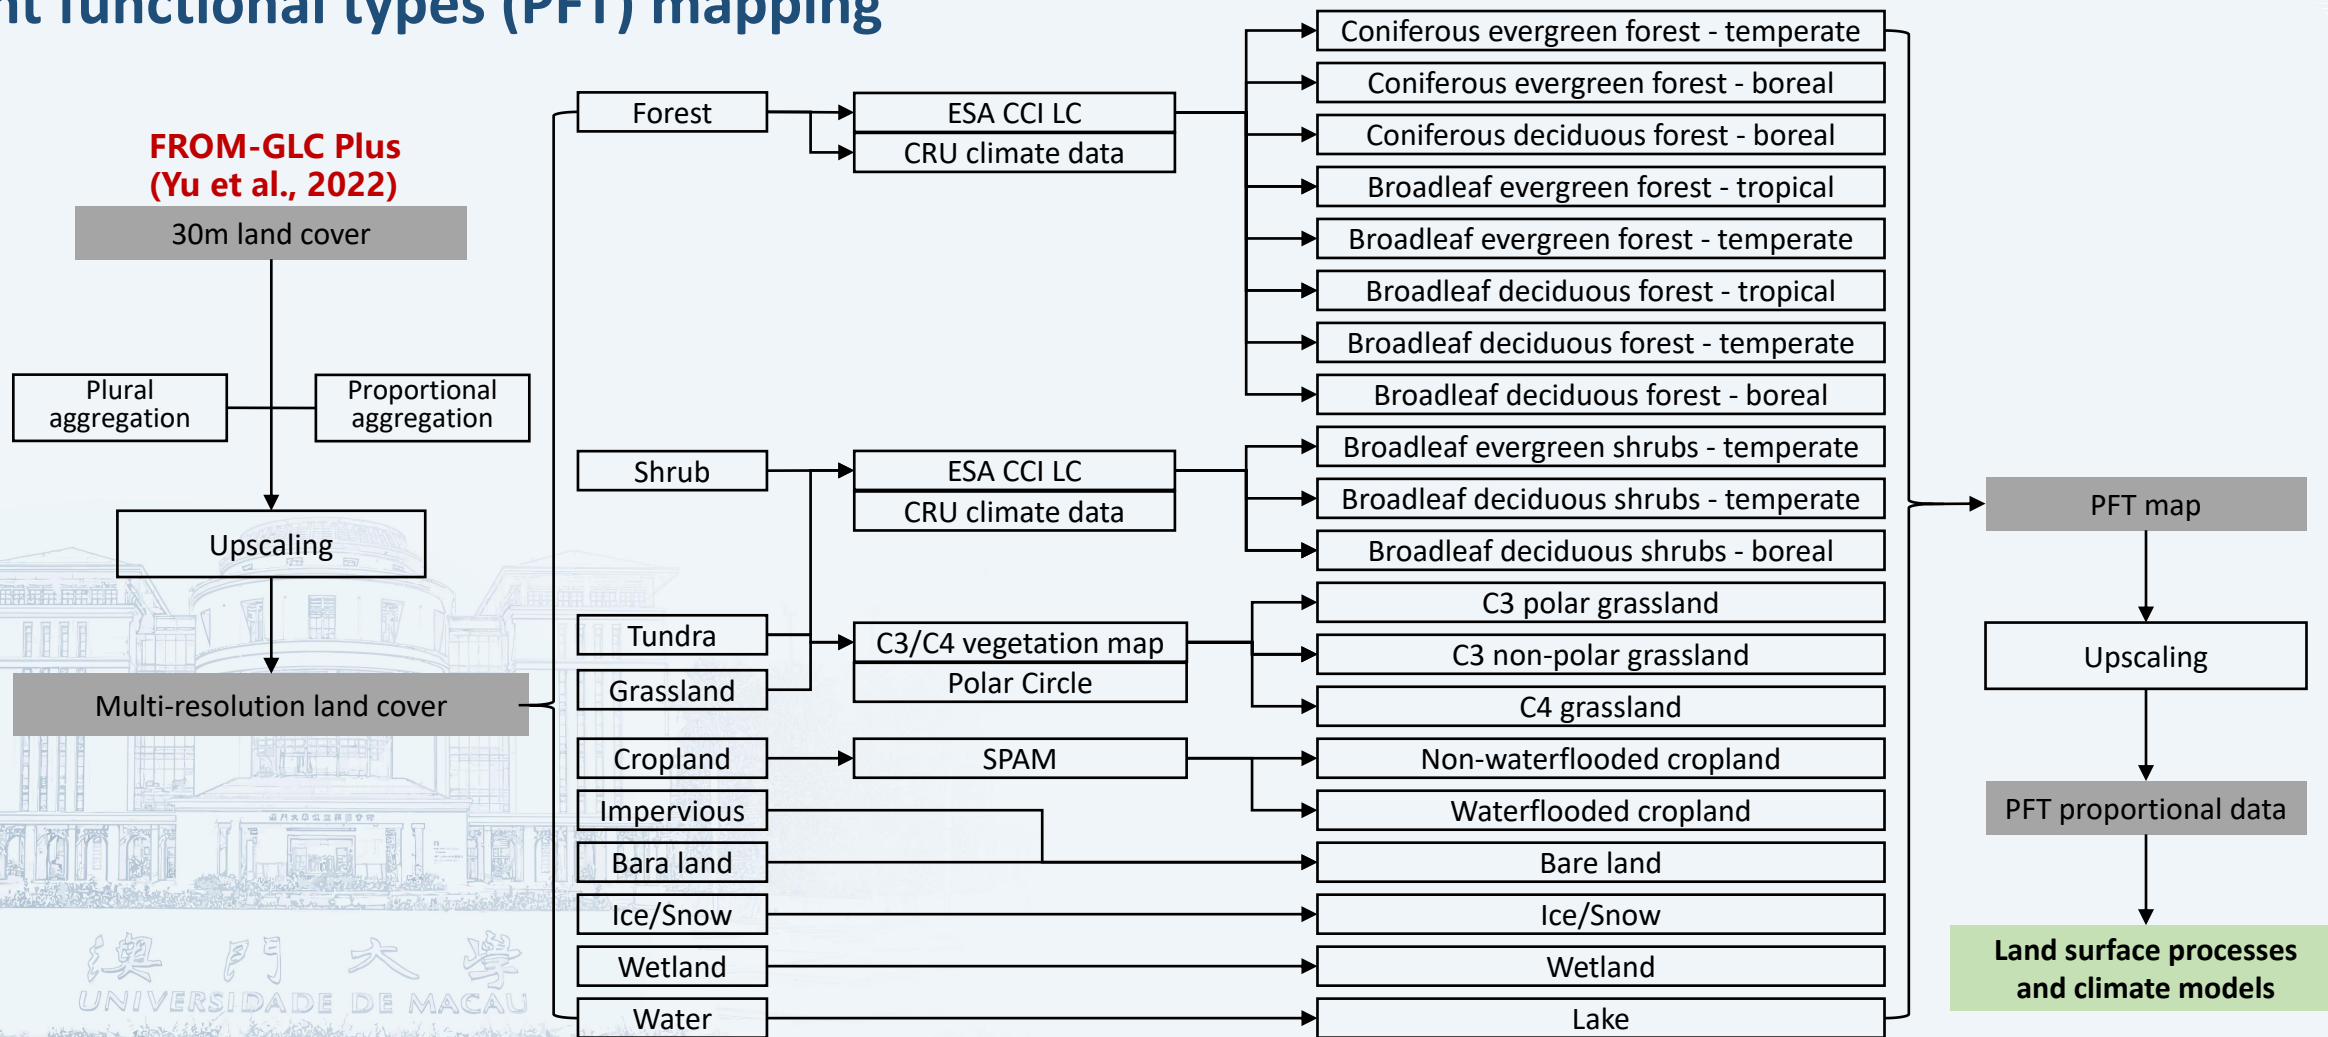 nt functional types (PFT) mapping
FROM-GLC Plus
(Yu et al., 2022)
30m land cover
Plural
aggregation
Proportional
aggregation
Upscaling
Multi-resolution land cover
Forest
Shrub
Tundra
Grassland
Cropland
Impervious
Bara land
Ice/Snow
Wetland
Water
ESA CCI LC
CRU climate data
ESA CCI LC
CRU climate data
C3/C4 vegetation map
Polar Circle
SPAM
Coniferous evergreen forest - temperate
Coniferous evergreen forest - boreal
Coniferous deciduous forest - boreal
Broadleaf evergreen forest - tropical
Broadleaf evergreen forest - temperate
Broadleaf deciduous forest - tropical
Broadleaf deciduous forest - temperate
Broadleaf deciduous forest - boreal
Broadleaf evergreen shrubs - temperate
Broadleaf deciduous shrubs - temperate
Broadleaf deciduous shrubs - boreal
C3 polar grassland
C3 non-polar grassland
C4 grassland
Non-waterflooded cropland
Waterflooded cropland
Bare land
Ice/Snow
Wetland
Lake
PFT map
Upscaling
PFT proportional data
Land surface processes
and climate models
澳門大學
UNIVERSIDADE DE MACAU